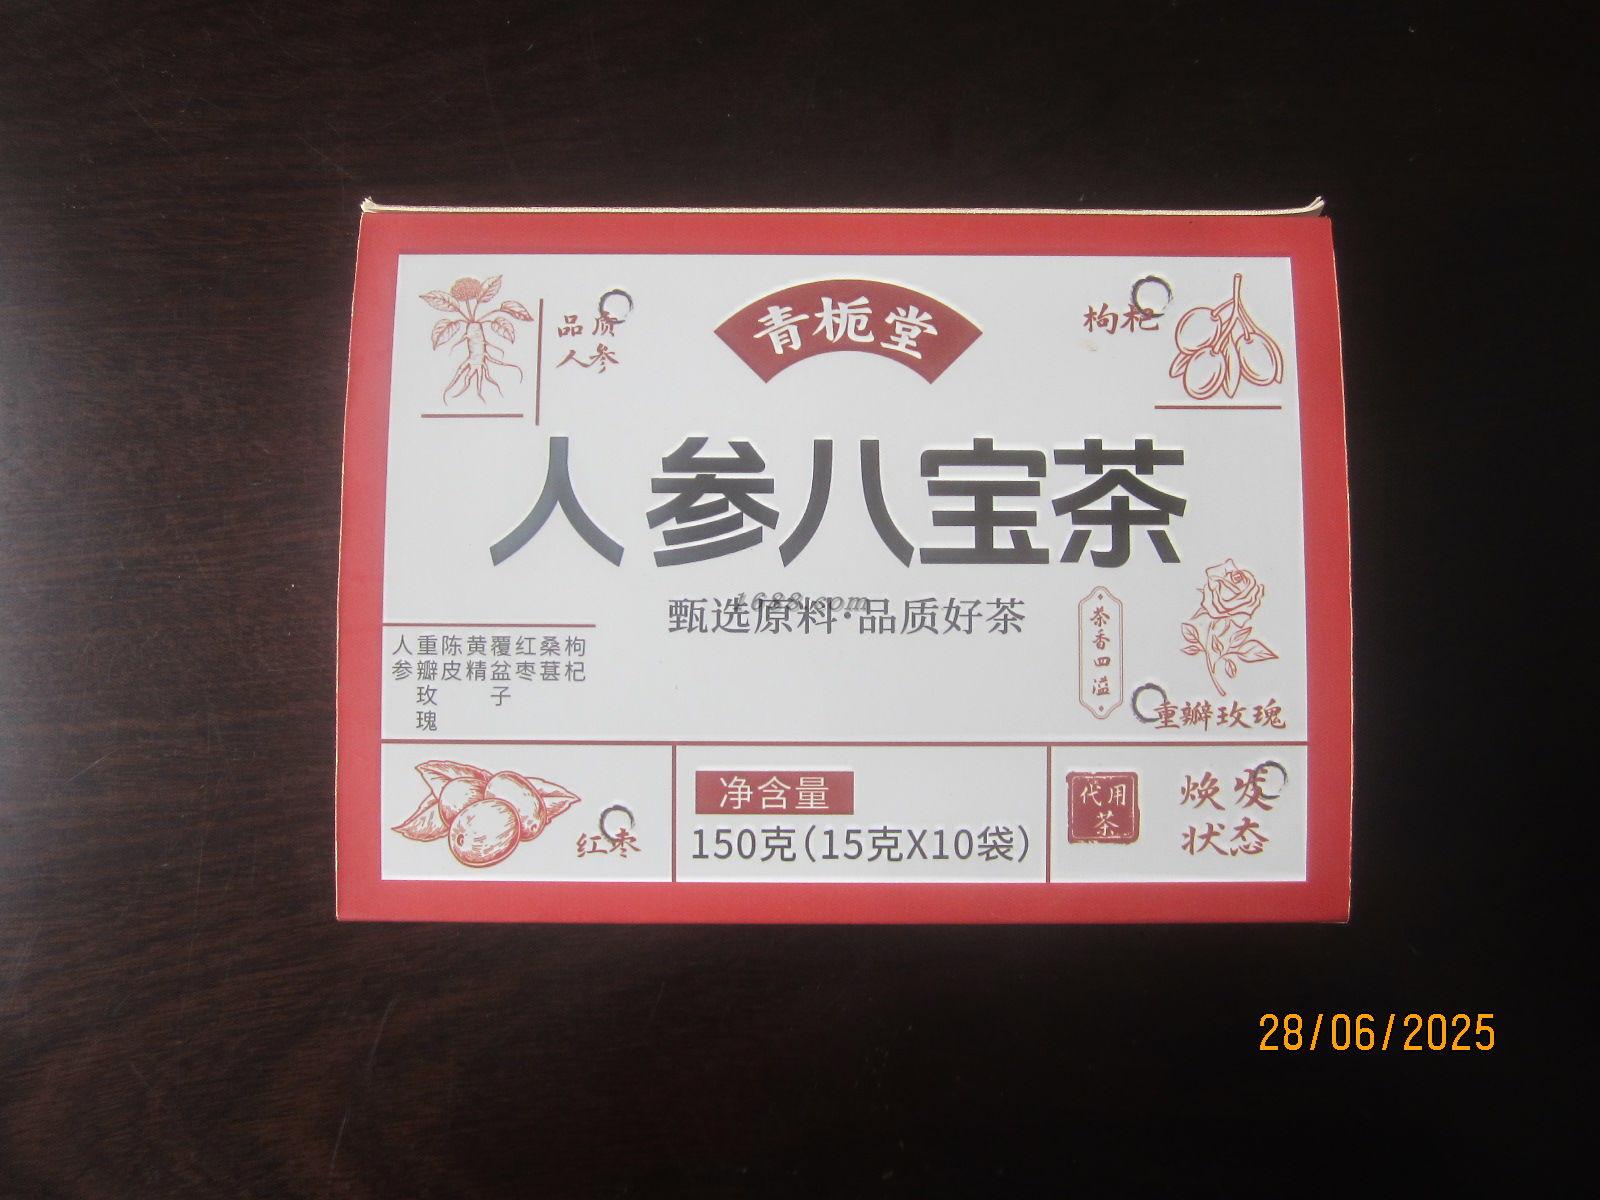 青栀堂
品质
人参
枸杞
人参八宝茶
1688.com
甄选原料·品质好茶
枸杞
桑葚
红枣
覆盆子
黄精
陈皮
重瓣玫瑰
人参
茶香四溢
重瓣玫瑰
红枣
净含量
150克(15克X10袋)
代用
茶
焕发
状态
28/06/2025